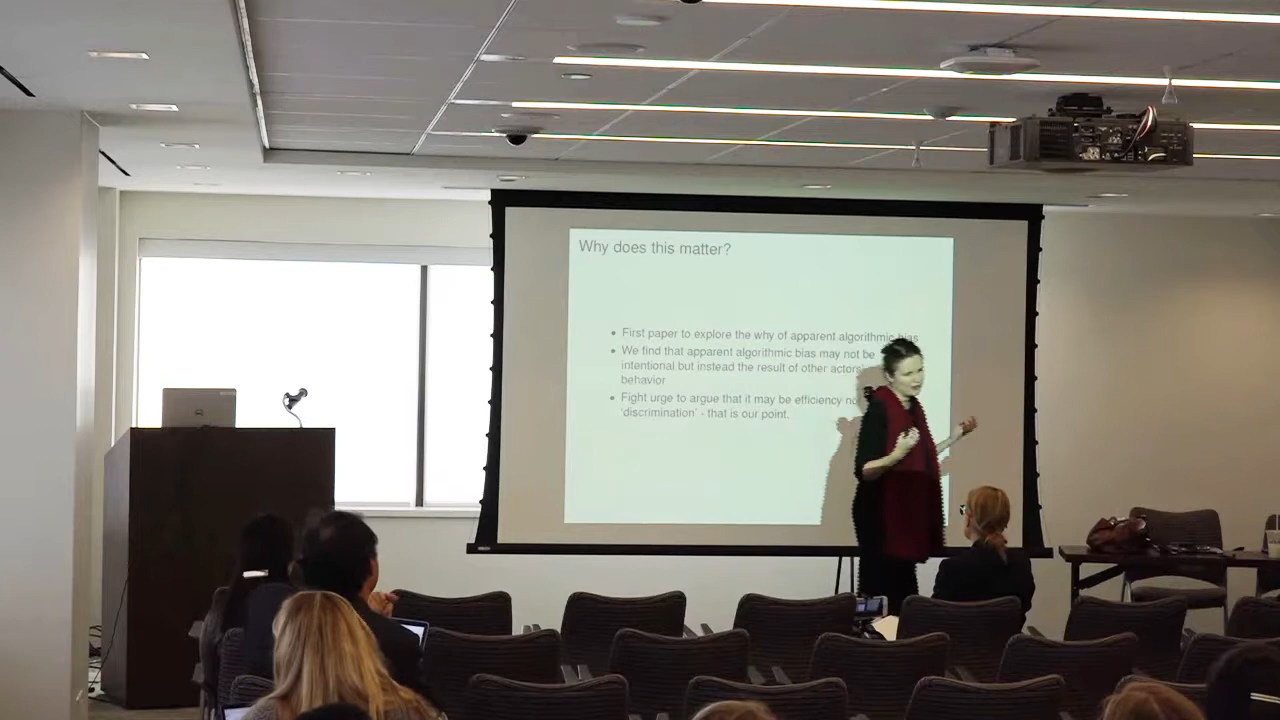 Why does this matter?
• First paper to explore the why of apparent algorithmic bias
• We find that apparent algorithmic bias may not be
intentional but instead the result of other actors'
behavior
• Fight urge to argue that it may be efficiency no
'discrimination' - that is our point.